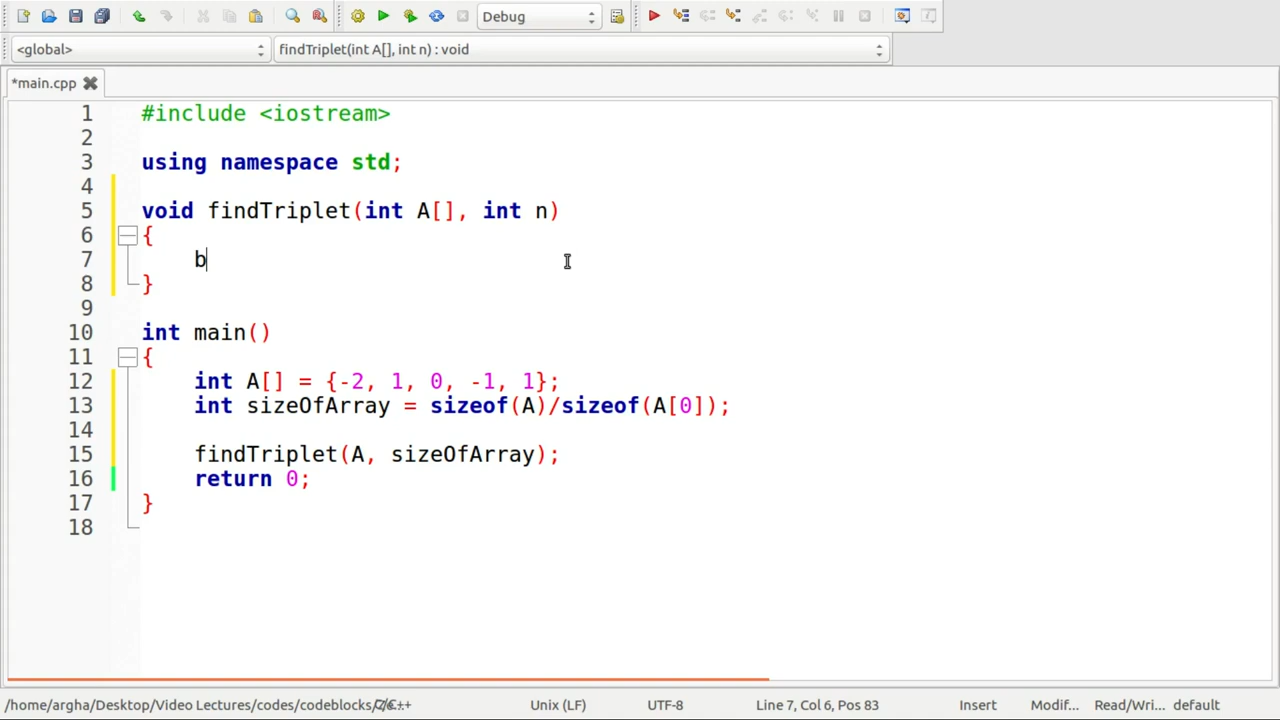 Debug
<global> findTriplet(int A[], int n) : void
*main.cpp
1 #include <iostream>
2
3 using namespace std;
4
5 void findTriplet(int A[], int n)
6 {
7 b
8 }
9
10 int main()
11 {
12 int A[] = {-2, 1, 0, -1, 1};
13 int sizeOfArray = sizeof(A)/sizeof(A[0]);
14
15 findTriplet(A, sizeOfArray);
16 return 0;
17 }
18
/home/argha/Desktop/Video Lectures/codes/codeblocks/ C/C++ Unix (LF) UTF-8 Line 7, Col 6, Pos 83 Insert Modif... Read/Wri... default